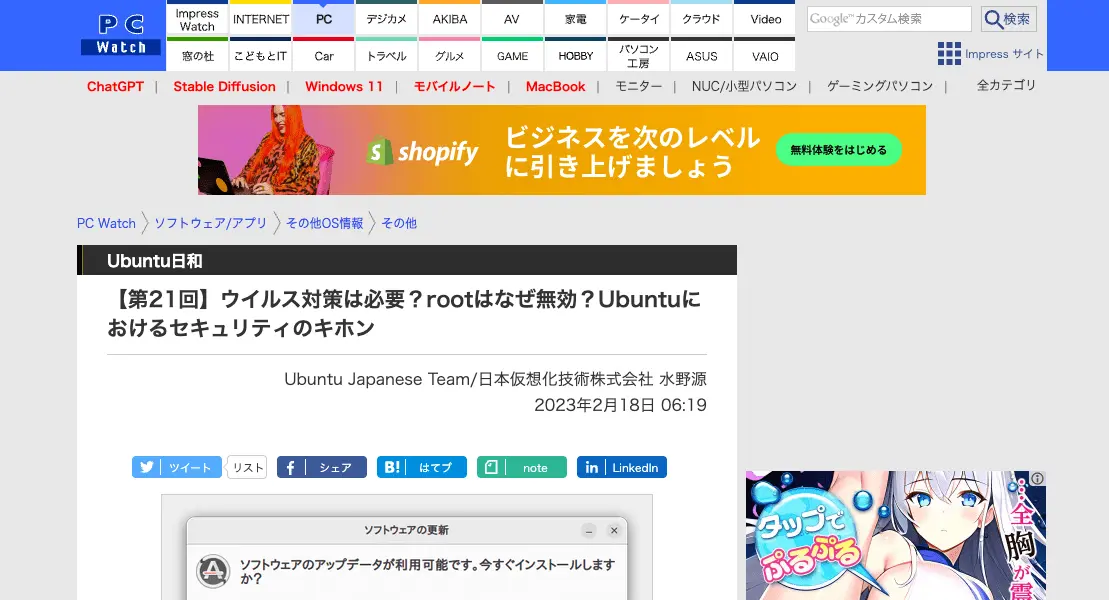 PC Watch
Impress Watch
INTERNET
PC
デジカメ
AKIBA
AV
家電
ケータイ
クラウド
Video
窓の杜
こどもとIT
Car
トラベル
グルメ
GAME
HOBBY
パソコン工房
ASUS
VAIO
Google™カスタム検索
検索
Impress サイト
ChatGPT | Stable Diffusion | Windows 11 | モバイルノート | MacBook | モニター | NUC/小型パソコン | ゲーミングパソコン | 全カテゴリ
shopify
ビジネスを次のレベル
に引き上げましょう
無料体験をはじめる
PC Watch 〉 ソフトウェア/アプリ 〉 その他OS情報 〉 その他
Ubuntu日和
【第21回】ウイルス対策は必要？rootはなぜ無効？Ubuntuに
おけるセキュリティのキホン
Ubuntu Japanese Team/日本仮想化技術株式会社 水野源
2023年2月18日 06:19
ツイート リスト シェア B! はてブ note in LinkedIn
ソフトウェアの更新
ソフトウェアのアップデータが利用可能です。今すぐインストールします
か?
タップで
ぷるぷる
…全胸が震